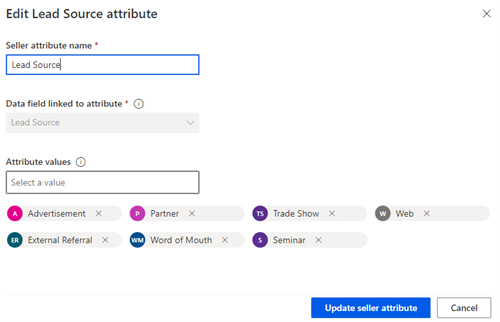 Edit Lead Source attribute
Seller attribute name *
Lead Source
Data field linked to attribute *
Lead Source
Attribute values
Select a value
A Advertisement P Partner TS Trade Show W Web
ER External Referral WM Word of Mouth S Seminar
Update seller attribute Cancel